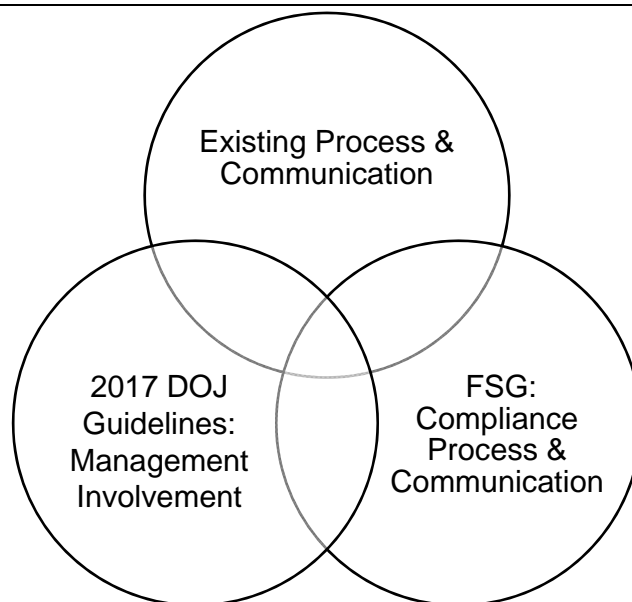 Existing Process &
Communication
2017 DOJ
Guidelines:
Management
Involvement
FSG:
Compliance
Process &
Communication